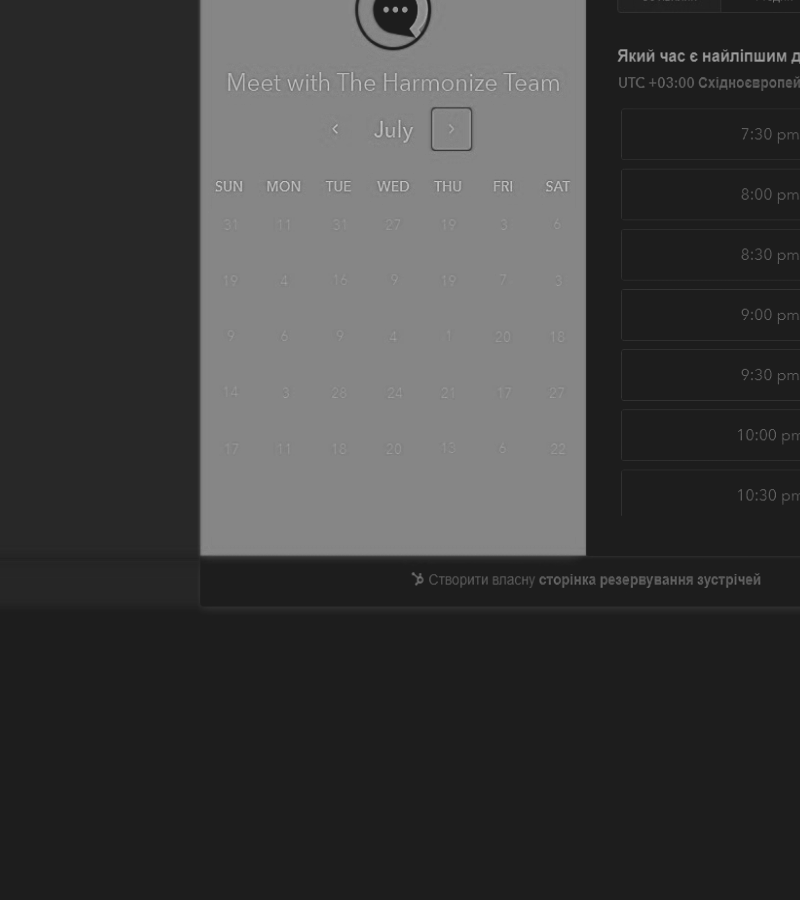 Meet with The Harmonize Team
July
SUN MON TUE WED THU FRI SAT
31 11 31 27 19 3 6
19 4 16 9 19 7 3
9 6 9 4 1 20 18
14 3 28 24 21 17 27
17 11 18 20 13 6 22
Який час є найліпшим д
UTC +03:00 Східноєвропей
7:30 pm
8:00 pm
8:30 pm
9:00 pm
9:30 pm
10:00 pm
10:30 pm
Створити власну сторінка резервування зустрічей